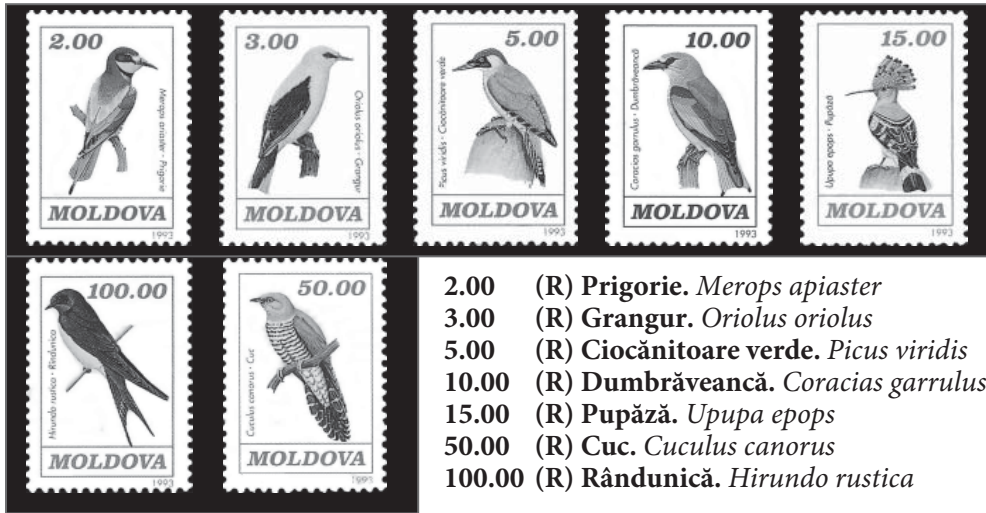 2.00
Merops apiaster · Prigorie
MOLDOVA
1993
3.00
Oriolus oriolus · Grangur
MOLDOVA
1993
5.00
Picus viridis · Ciocănitoare verde
MOLDOVA
1993
10.00
Coracias garrulus · Dumbrăveancă
MOLDOVA
1993
15.00
Upupa epops · Pupăză
MOLDOVA
1993
100.00
Hirundo rustica · Rîndunica
MOLDOVA
1993
50.00
Cuculus canorus · Cuc
MOLDOVA
1993
2.00 (R) Prigorie. Merops apiaster
3.00 (R) Grangur. Oriolus oriolus
5.00 (R) Ciocănitoare verde. Picus viridis
10.00 (R) Dumbrăveancă. Coracias garrulus
15.00 (R) Pupăză. Upupa epops
50.00 (R) Cuc. Cuculus canorus
100.00 (R) Rândunică. Hirundo rustica